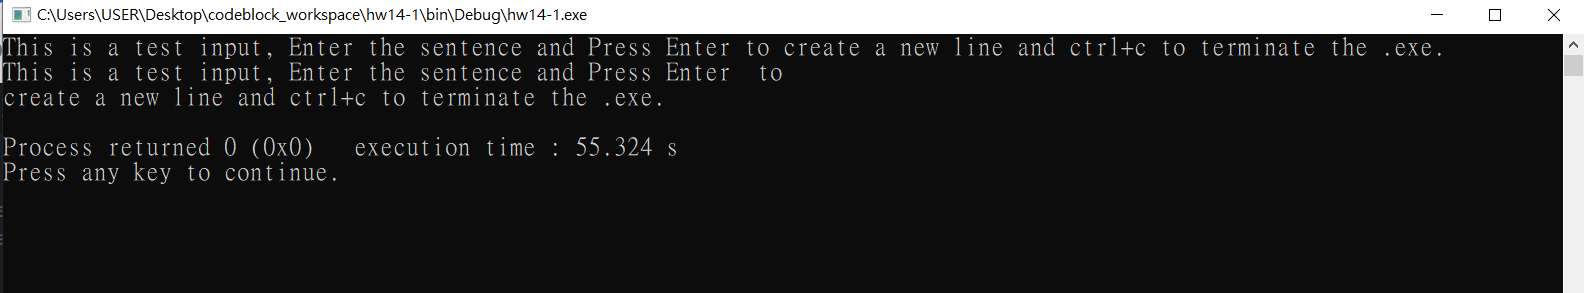 C:\Users\USER\Desktop\codeblock_workspace\hw14-1\bin\Debug\hw14-1.exe
This is a test input, Enter the sentence and Press Enter to create a new line and ctrl+c to terminate the .exe.
This is a test input, Enter the sentence and Press Enter  to
create a new line and ctrl+c to terminate the .exe.
Process returned 0 (0x0)   execution time : 55.324 s
Press any key to continue.